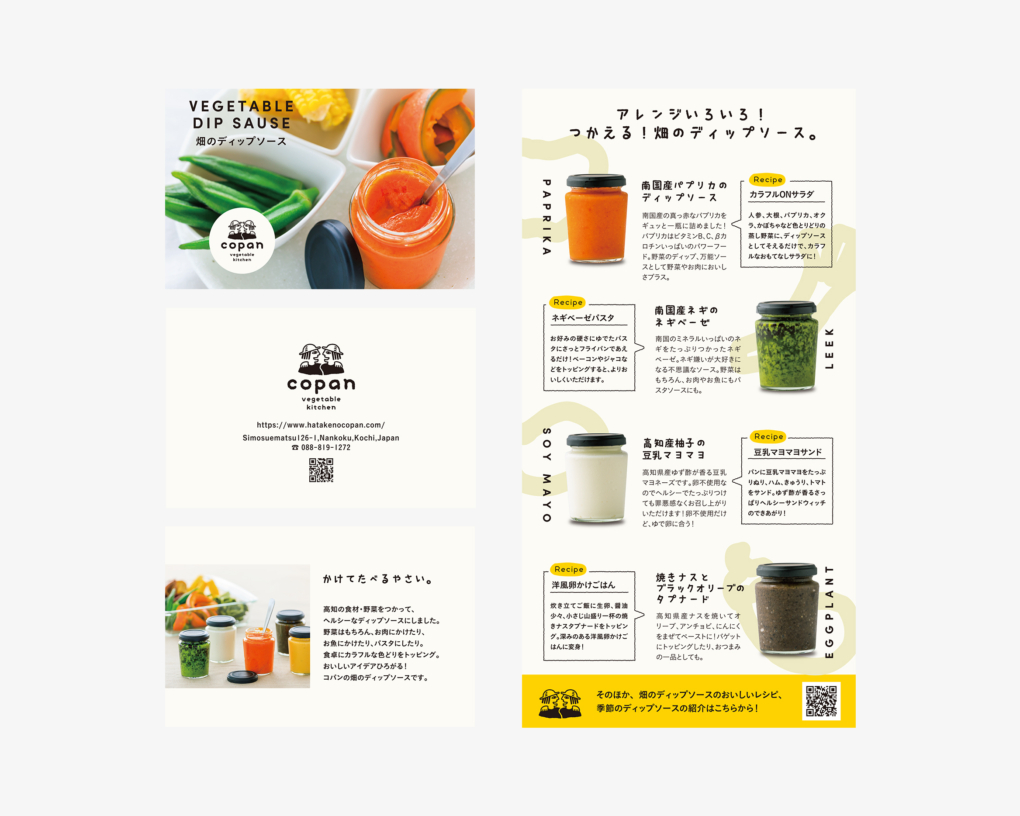 VEGETABLE
DIP SAUSE
畑のディップソース
copan
vegetable
kitchen
copan
vegetable
kitchen
https://www.hatakenocopan.com/
Simosuematsu126-1,Nankoku,Kochi,Japan
☎ 088-819-1272
かけてたべるやさい。
高知の食材・野菜をつかって、
ヘルシーなディップソースにしました。
野菜はもちろん、お肉にかけたり、
お魚にかけたり、パスタにしたり。
食卓にカラフルな色どりをトッピング。
おいしいアイデアひろがる！
コパンの畑のディップソースです。
アレンジいろいろ！
つかえる！畑のディップソース。
PAPRIKA
南国産パプリカの
ディップソース
南国産の真っ赤なパプリカを
ギュッと一瓶に詰めました！
パプリカはビタミンB、C、βカ
ロチンいっぱいのパワーフー
ド。野菜のディップ、万能ソー
スとして野菜やお肉においし
さプラス。
Recipe
カラフルONサラダ
人参、大根、パプリカ、オク
ラ、かぼちゃなど色とりどりの
蒸し野菜に、ディップソース
としてそえるだけで、カラフ
ルなおもてなしサラダに！
Recipe
ネギベーゼパスタ
お好みの硬さにゆでたパス
タにさっとフライパンであえ
るだけ！ベーコンやジャコな
どをトッピングすると、よりお
いしくいただけます。
南国産ネギの
ネギベーゼ
南国のミネラルいっぱいのネ
ギをたっぷりつかったネギ
ベーゼ。ネギ嫌いが大好きに
なる不思議なソース。野菜は
もちろん、お肉やお魚にもパ
スタソースにも。
LEEK
SOY MAYO
高知産柚子の
豆乳マヨマヨ
高知県産ゆず酢が香る豆乳
マヨネーズです。卵不使用な
のでヘルシーでたっぷりつけ
ても罪悪感なくお召し上がり
いただけます！卵不使用だけ
ど、ゆで卵に合う！
Recipe
豆乳マヨマヨサンド
パンに豆乳マヨマヨをたっぷ
りぬり、ハム、きゅうり、トマト
をサンド。ゆず酢が香るさっ
ぱりヘルシーサンドウィッチ
のできあがり！
Recipe
洋風卵かけごはん
炊き立てご飯に生卵、醤油
少々、小さじ山盛り一杯の焼
きナスタプナードをトッピン
グ。深みのある洋風卵かけご
はんに変身！
焼きナスと
ブラックオリーブの
タプナード
高知県産ナスを焼いてオ
リーブ、アンチョビ、にんにく
をまぜてペーストに！バゲット
にトッピングしたり、おつまみ
の一品としても。
EGGPLANT
そのほか、畑のディップソースのおいしいレシピ、
季節のディップソースの紹介はこちらから！